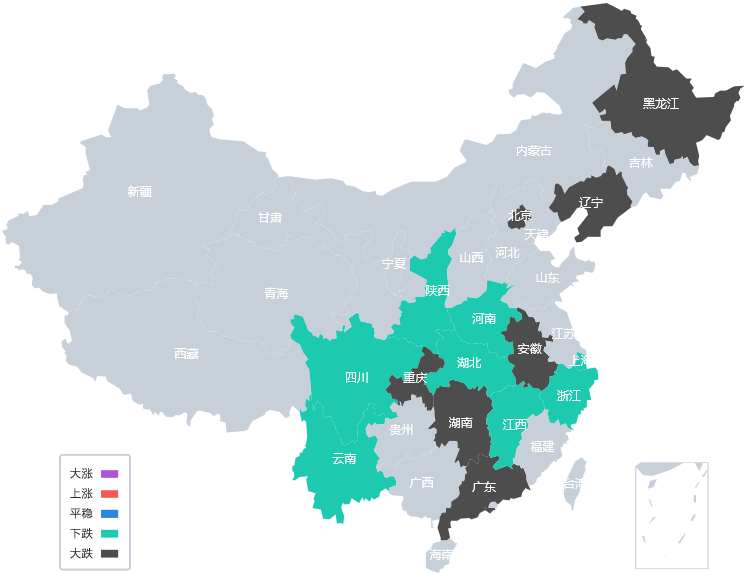 黑龙江
内蒙古
吉林
新疆
辽宁
北京
甘肃
天津
河北
山西
宁夏
山东
青海
陕西
河南
江苏
安徽
西藏
上海
湖北
四川
重庆
浙江
湖南
江西
贵州
福建
云南
广西
广东
台湾
海南
大涨
上涨
平稳
下跌
大跌